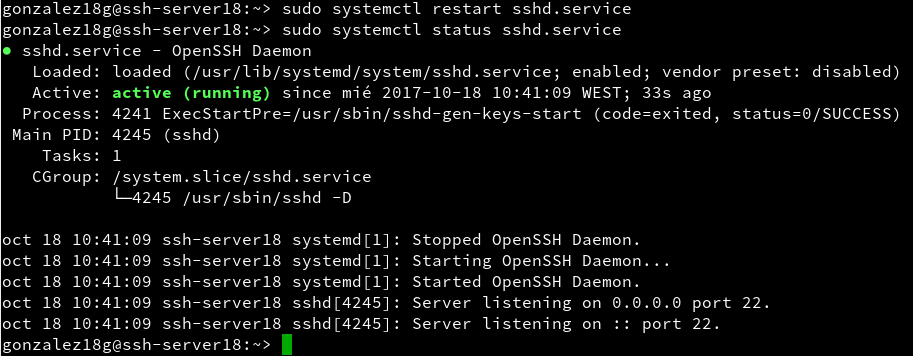 gonzalez18g@ssh-server18:~> sudo systemctl restart sshd.service
gonzalez18g@ssh-server18:~> sudo systemctl status sshd.service
● sshd.service - OpenSSH Daemon
   Loaded: loaded (/usr/lib/systemd/system/sshd.service; enabled; vendor preset: disabled)
   Active: active (running) since mié 2017-10-18 10:41:09 WEST; 33s ago
  Process: 4241 ExecStartPre=/usr/sbin/sshd-gen-keys-start (code=exited, status=0/SUCCESS)
 Main PID: 4245 (sshd)
    Tasks: 1
   CGroup: /system.slice/sshd.service
           └─4245 /usr/sbin/sshd -D

oct 18 10:41:09 ssh-server18 systemd[1]: Stopped OpenSSH Daemon.
oct 18 10:41:09 ssh-server18 systemd[1]: Starting OpenSSH Daemon...
oct 18 10:41:09 ssh-server18 systemd[1]: Started OpenSSH Daemon.
oct 18 10:41:09 ssh-server18 sshd[4245]: Server listening on 0.0.0.0 port 22.
oct 18 10:41:09 ssh-server18 sshd[4245]: Server listening on :: port 22.
gonzalez18g@ssh-server18:~>